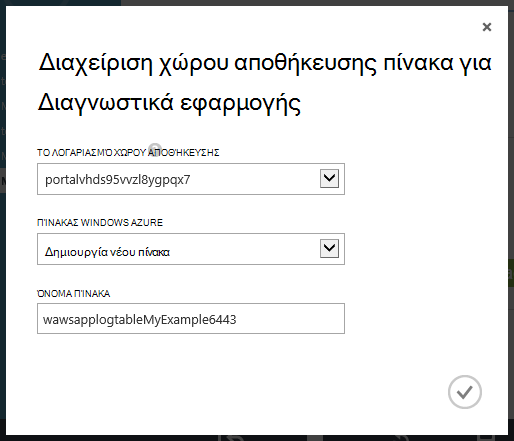 Διαχείριση χώρου αποθήκευσης πίνακα για
Διαγνωστικά εφαρμογής
ΤΟ ΛΟΓΑΡΙΑΣΜΌ ΧΏΡΟΥ ΑΠΟΘΉΚΕΥΣΗΣ
portalvhds95vvzl8ygpqx7
ΠΊΝΑΚΑΣ WINDOWS AZURE
Δημιουργία νέου πίνακα
ΌΝΟΜΑ ΠΊΝΑΚΑ
wawsapplogtableMyExample6443